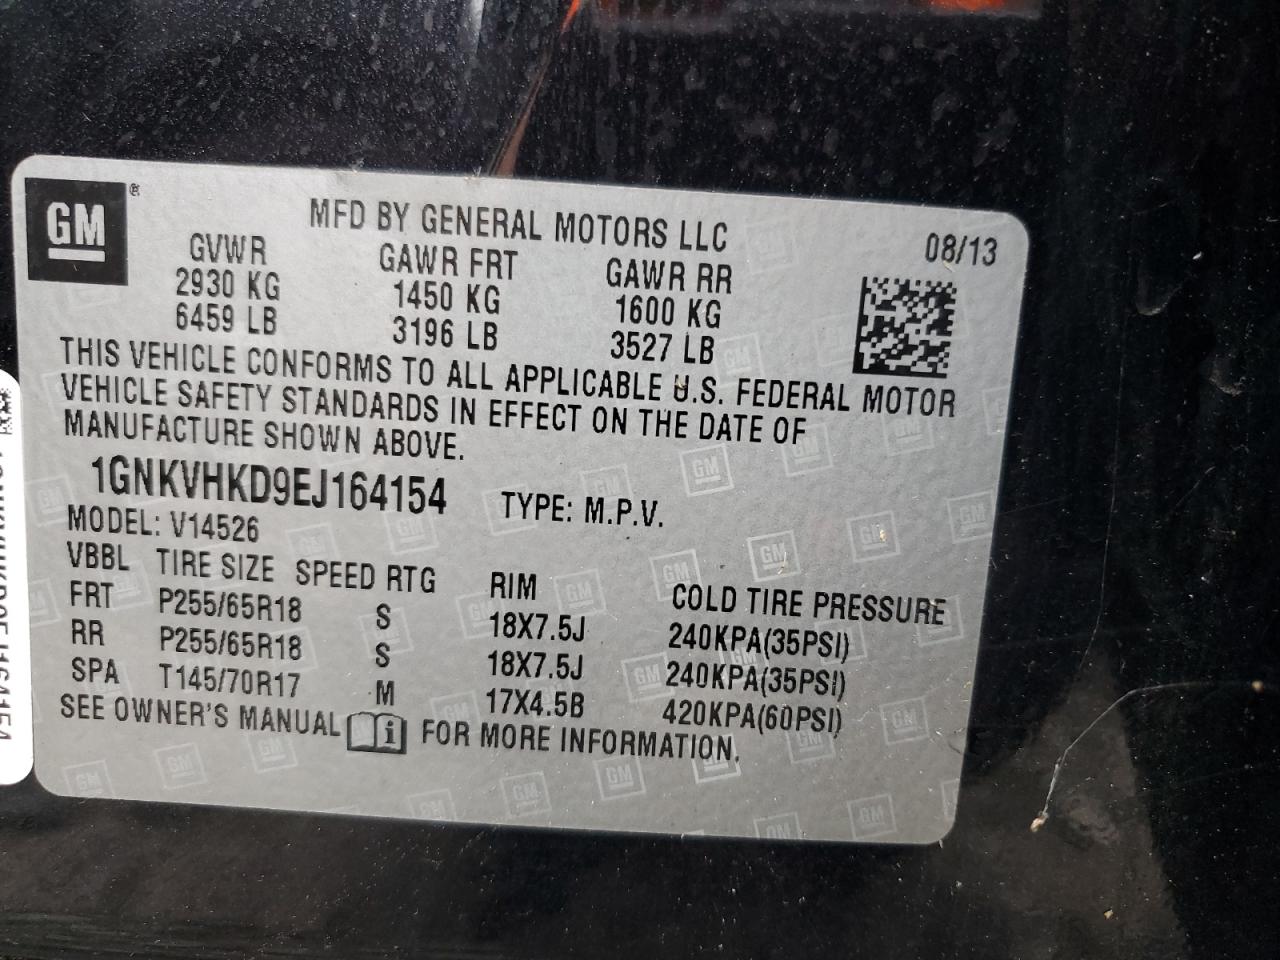 GM ®
MFD BY GENERAL MOTORS LLC
08/13
GVWR GAWR FRT GAWR RR
2930 KG 1450 KG 1600 KG
6459 LB 3196 LB 3527 LB
THIS VEHICLE CONFORMS TO ALL APPLICABLE U.S. FEDERAL MOTOR
VEHICLE SAFETY STANDARDS IN EFFECT ON THE DATE OF
MANUFACTURE SHOWN ABOVE.
1GNKVHKD9EJ164154 TYPE: M.P.V.
MODEL: V14526
VBBL TIRE SIZE SPEED RTG RIM COLD TIRE PRESSURE
FRT P255/65R18 S 18X7.5J 240KPA(35PSI)
RR P255/65R18 S 18X7.5J 240KPA(35PSI)
SPA T145/70R17 M 17X4.5B 420KPA(60PSI)
SEE OWNER'S MANUAL i FOR MORE INFORMATION.